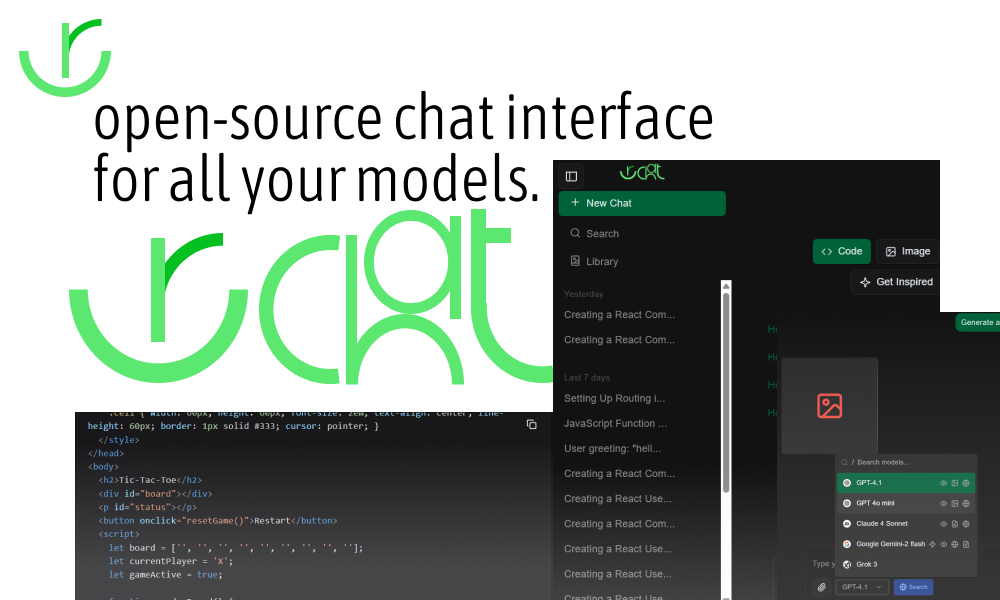 open-source chat interface
for all your models.
urchat
New Chat
Search
Library
Yesterday
Creating a React Com...
Creating a React Com...
Last 7 days
Setting Up Routing i...
JavaScript Function ...
User greeting: "hell...
Creating a React Com...
Creating a React Use...
Creating a React Com...
Creating a React Use...
Creating a React Use...
Creating a React Use...
<> Code
Image
Get Inspired
Generate a
He
He
He
He
/ Search models...
GPT-4.1
GPT 4o mini
Claude 4 Sonnet
Google Gemini-2 flash
Grok 3
Type y
GPT-4.1
Search
.cell { width: 60px; height: 60px; font-size: 2em; text-align: center; line-
height: 60px; border: 1px solid #333; cursor: pointer; }
</style>
</head>
<body>
<h2>Tic-Tac-Toe</h2>
<div id="board"></div>
<p id="status"></p>
<button onclick="resetGame()">Restart</button>
<script>
let board = ['', '', '', '', '', '', '', '', ''];
let currentPlayer = 'X';
let gameActive = true;